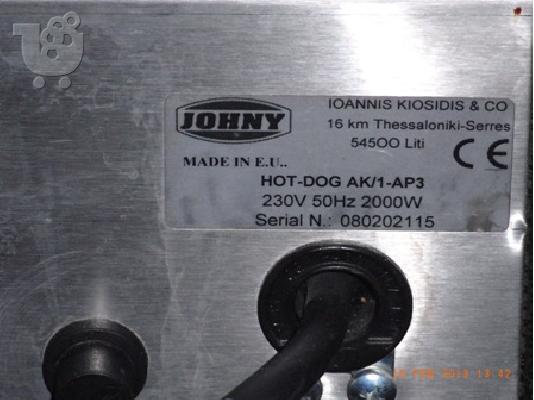 JOHNY
IOANNIS KIOSIDIS & CO
16 km Thessaloniki-Serres
54500 Liti
CE
MADE IN E.U..
HOT-DOG AK/1-AP3
230V 50Hz 2000W
Serial N.: 080202115